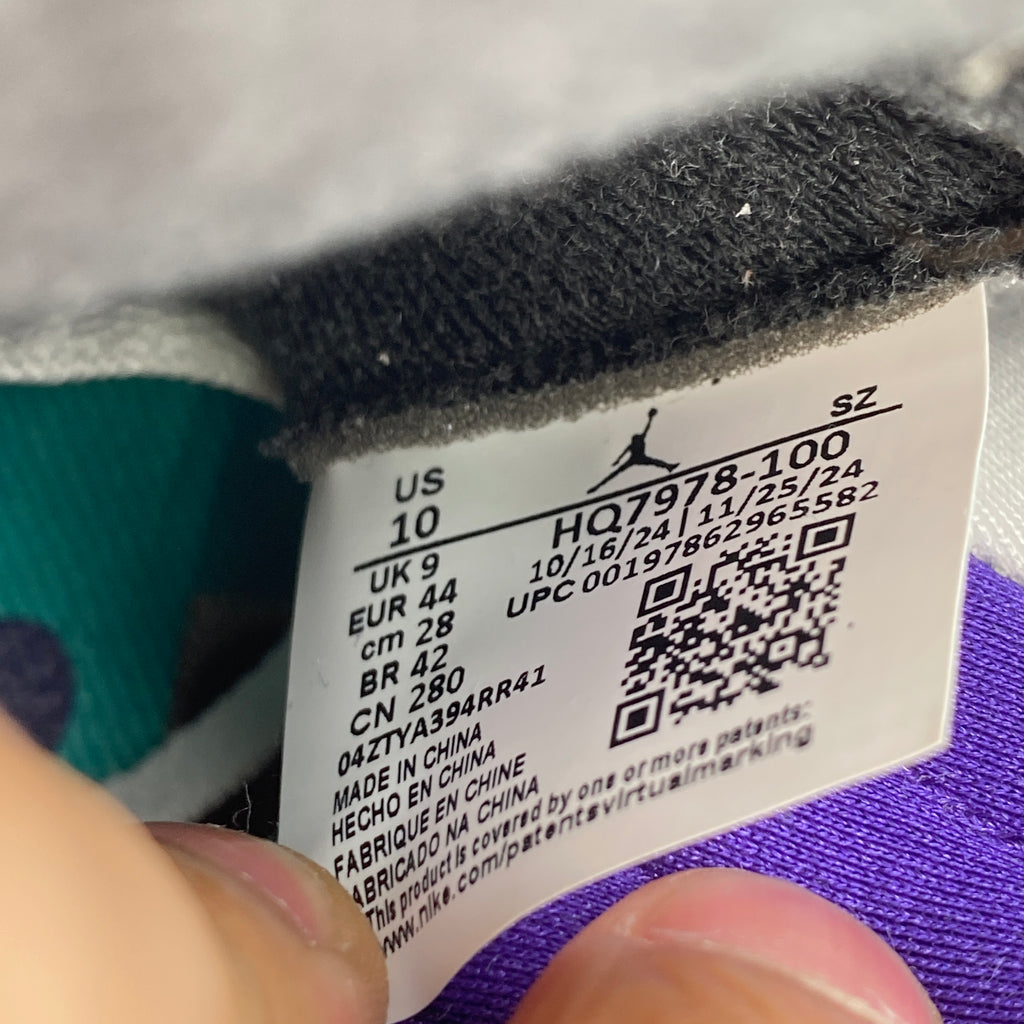 US
10
SZ
HQ7978-100
10/16/24 | 11/25/24
UPC 00197862965582
UK 9
EUR 44
cm 28
BR 42
CN 280
04ZTYA394RR41
MADE IN CHINA
HECHO EN CHINA
FABRIQUE EN CHINE
FABRICADO NA CHINA
This product is covered by one or more patents:
www.nike.com/patentsvirtualmarking